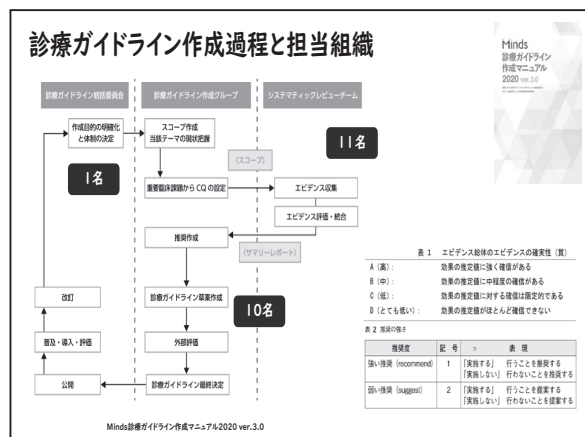 診療ガイドライン作成過程と担当組織
Minds
診療ガイドライン
作成マニュアル
2020 ver.3.0
診療ガイドライン統括委員会
診療ガイドライン作成グループ
システマティックレビューチーム
作成目的の明確化
と体制の決定
スコープ作成
当該テーマの現状把握
11名
1名
(スコープ)
重要臨床課題からCQの設定
エビデンス収集
エビデンス評価・統合
推奨作成
(サマリーレポート)
改訂
診療ガイドライン草案作成
10名
普及・導入・評価
外部評価
公開
診療ガイドライン最終決定
Minds診療ガイドライン作成マニュアル2020 ver.3.0
表 1 エビデンス総体のエビデンスの確実性(質)
A(高): 効果の推定値に強く確信がある
B(中): 効果の推定値に中程度の確信がある
C(低): 効果の推定値に対する確信は限定的である
D(とても低い): 効果の推定値がほとんど確信できない
表 2 推奨の強さ
推奨度 記 号 = 表 現
強い推奨 (recommend) 1 「実施する」 行うことを推奨する
「実施しない」 行わないことを推奨する
弱い推奨 (suggest) 2 「実施する」 行うことを提案する
「実施しない」 行わないことを提案する